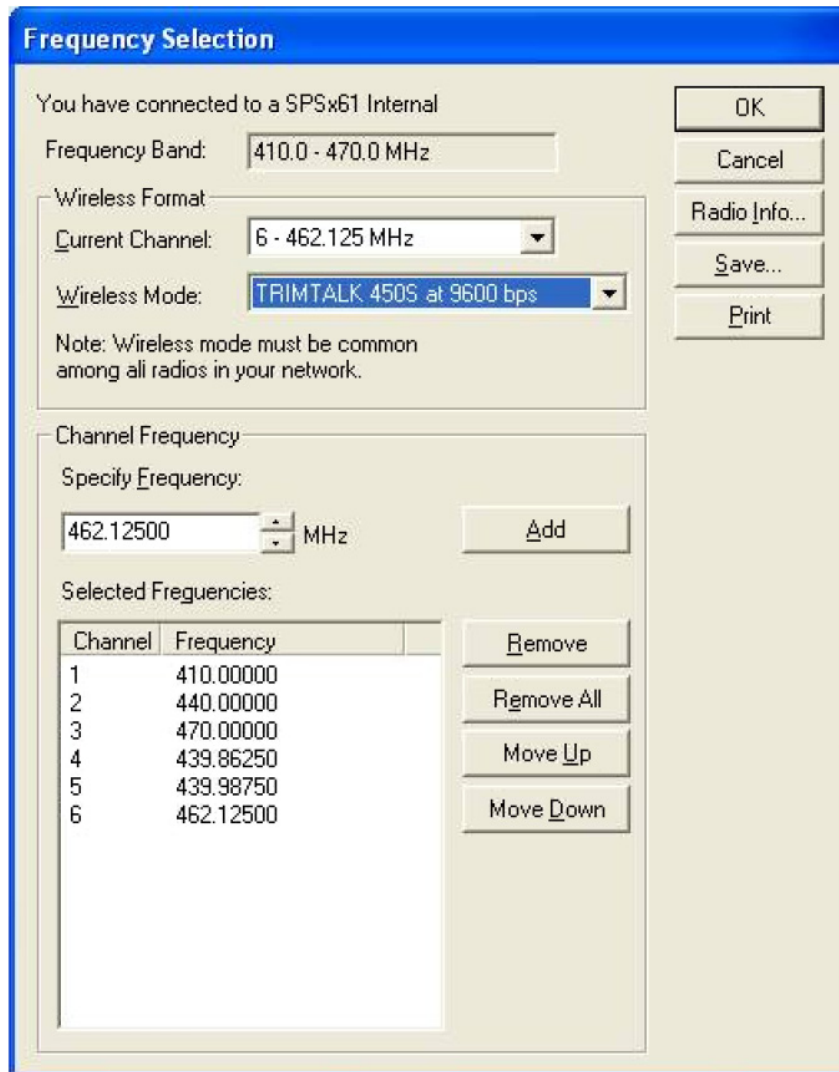 Frequency Selection
You have connected to a SPSx61 Internal
OK
Frequency Band: 410.0 - 470.0 MHz
Cancel
Wireless Format
Radio Info...
Current Channel: 6 - 462.125 MHz
Save...
Wireless Mode: TRIMTALK 450S at 9600 bps
Print
Note: Wireless mode must be common
among all radios in your network.
Channel Frequency
Specify Frequency:
462.12500 MHz Add
Selected Freguencies:
Channel Frequency
Remove
1 410.00000
2 440.00000
Remove All
3 470.00000
4 439.86250
Move Up
5 439.98750
6 462.12500
Move Down